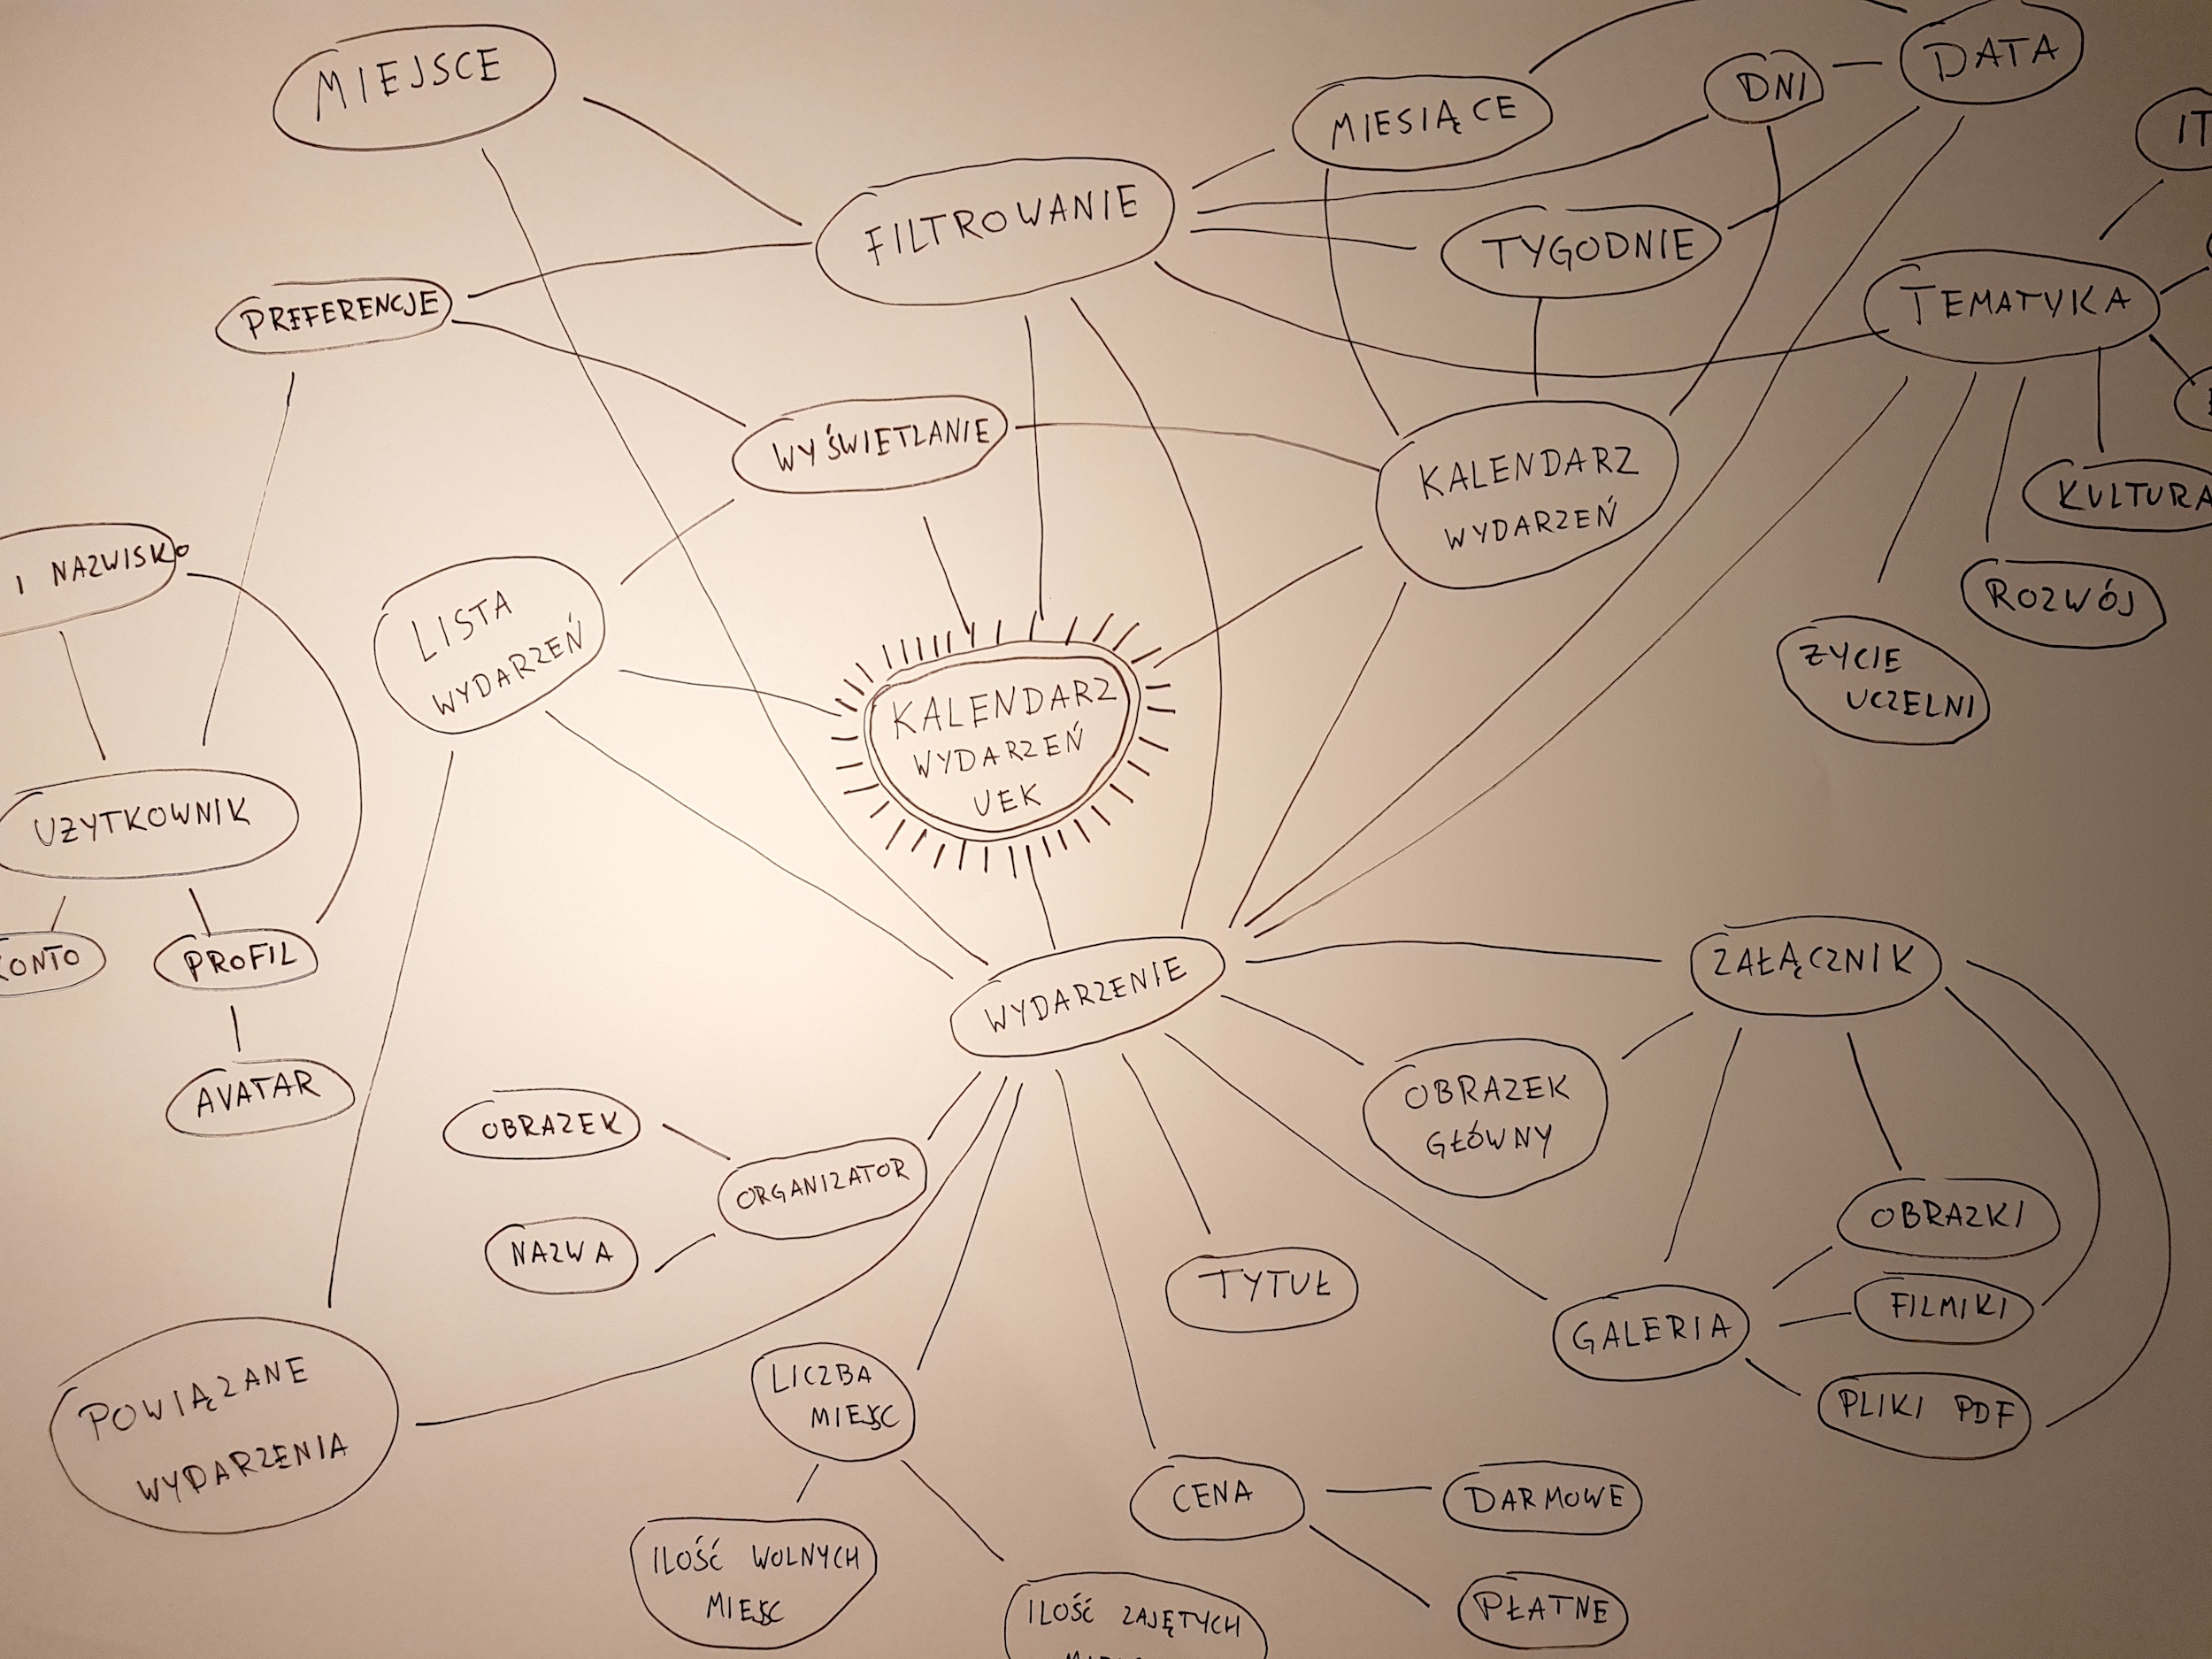 MIEJSCE
DATA
DNI
MIESIĄCE
IT
FILTROWANIE
TYGODNIE
TEMATYKA
PREFERENCJE
WYŚWIETLANIE
KALENDARZ
WYDARZEŃ
KULTURA
I NAZWISKO
ROZWÓJ
LISTA
WYDARZEŃ
ŻYCIE
UCZELNI
KALENDARZ
WYDARZEŃ
UEK
UŻYTKOWNIK
KONTO
PROFIL
WYDARZENIE
ZAŁĄCZNIK
AVATAR
OBRAZEK
OBRAZEK
GŁÓWNY
ORGANIZATOR
NAZWA
TYTUŁ
OBRAZKI
FILMIKI
GALERIA
PLIKI PDF
POWIĄZANE
WYDARZENIA
LICZBA
MIEJSC
CENA
DARMOWE
PŁATNE
ILOŚĆ WOLNYCH
MIEJSC
ILOŚĆ ZAJĘTYCH